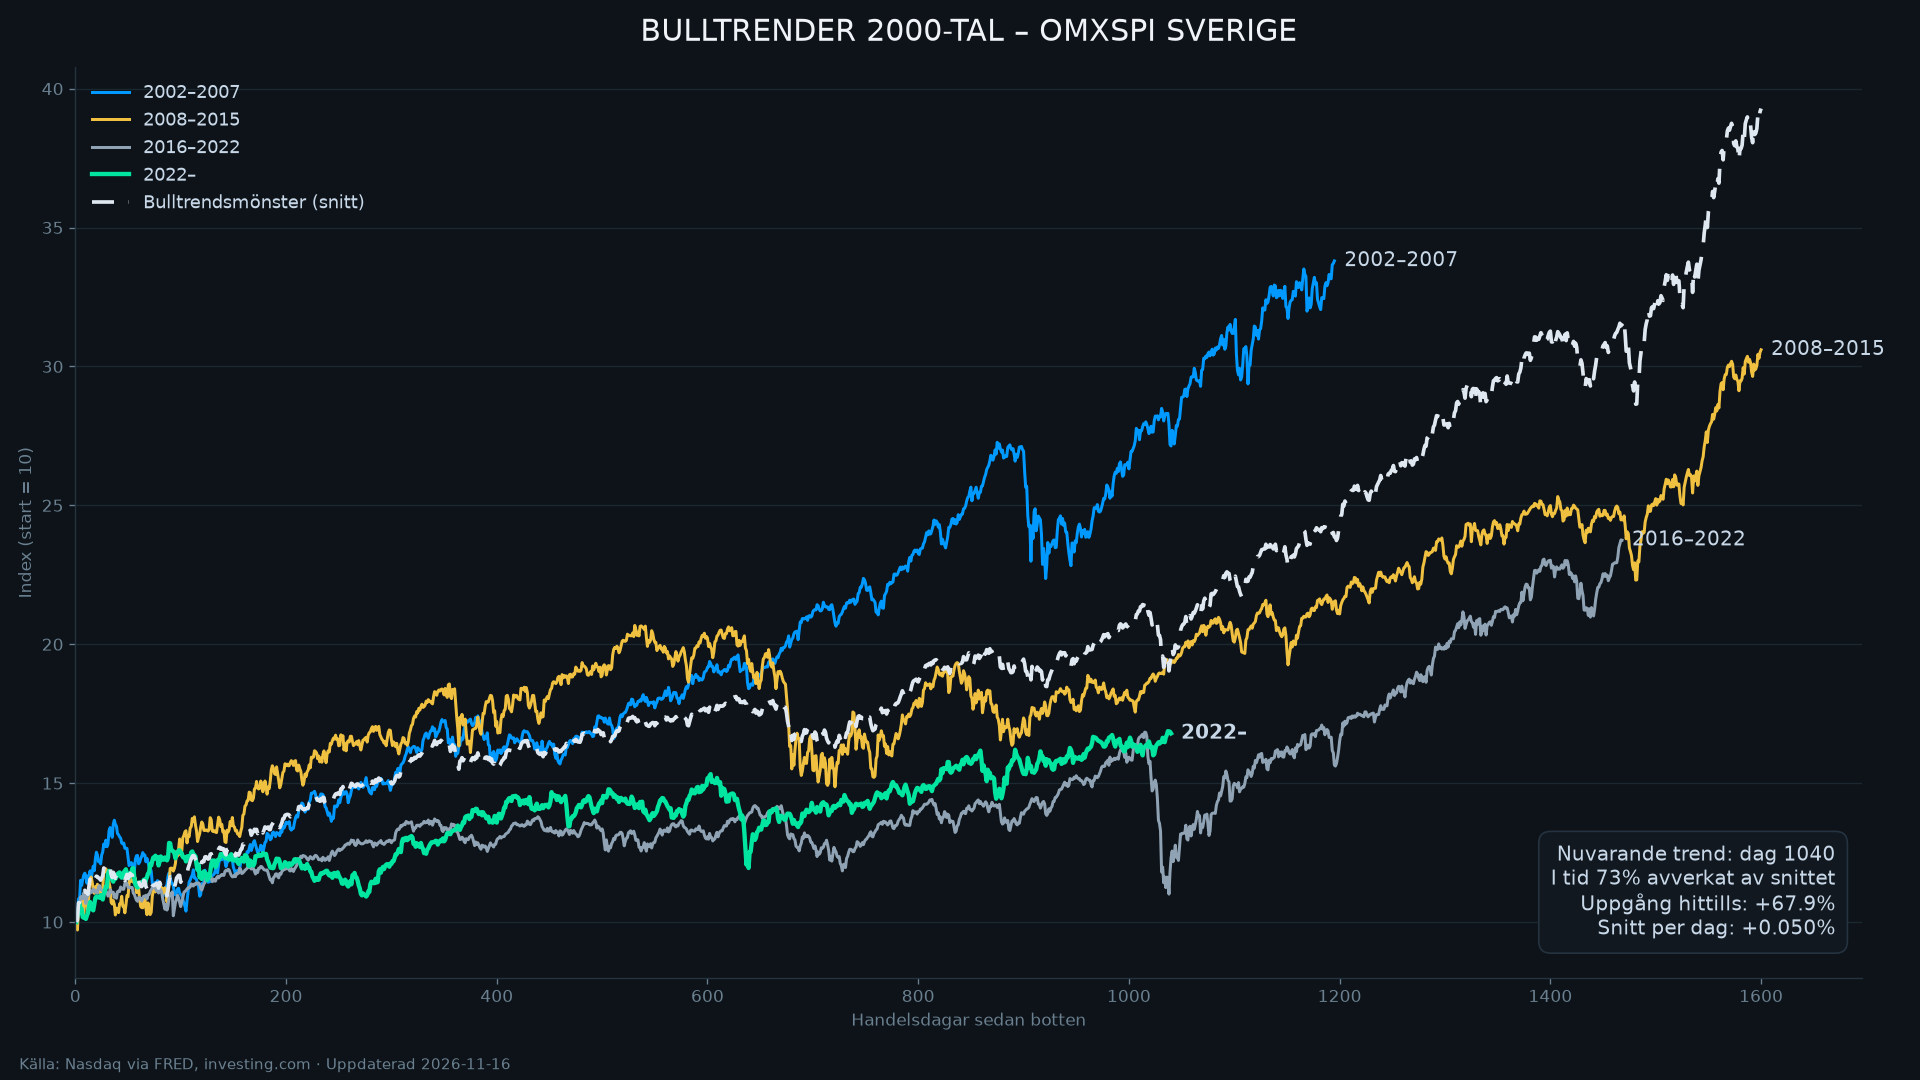 BULLTRENDER 2000-TAL – OMXSPI SVERIGE
2002–2007
2008–2015
2016–2022
2022–
Bulltrendsmönster (snitt)
40
35
30
25
20
15
10
Index (start = 10)
2002–2007
2008–2015
2016–2022
2022–
Nuvarande trend: dag 1040
I tid 73% avverkat av snittet
Uppgång hittills: +67.9%
Snitt per dag: +0.050%
0 200 400 600 800 1000 1200 1400 1600
Handelsdagar sedan botten
Källa: Nasdaq via FRED, investing.com · Uppdaterad 2026-11-16